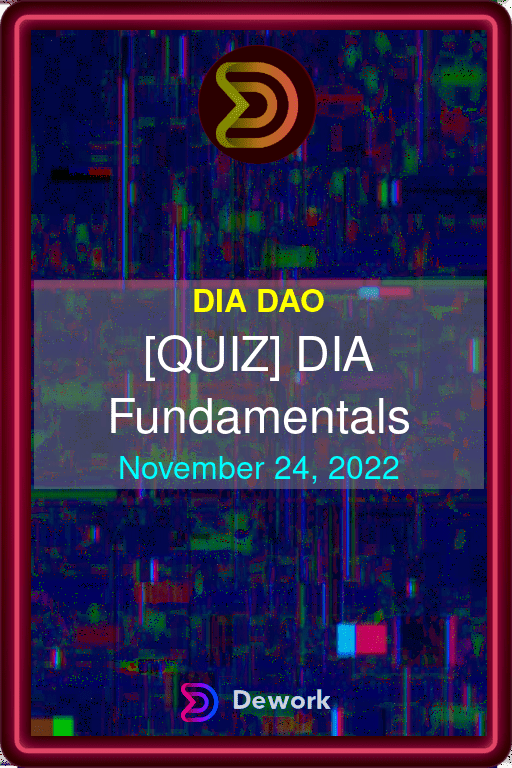 DIA DAO
[QUIZ] DIA
Fundamentals
November 24, 2022
Dework